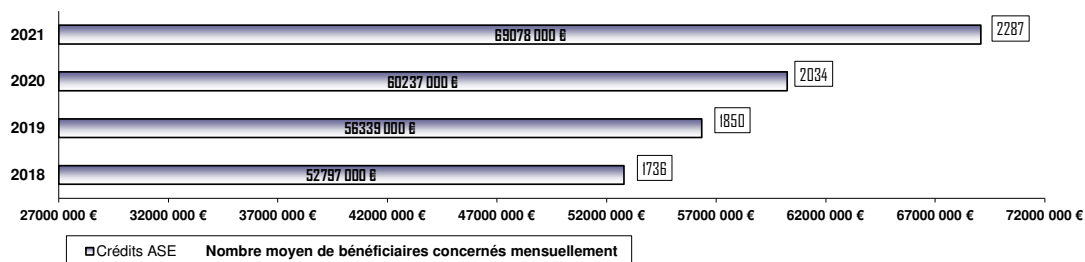 2021 69078 000 € 2287
2020 60237 000 € 2034
2019 56339 000 € 1850
2018 52797 000 € 1736
27000 000 € 32000 000 € 37000 000 € 42000 000 € 47000 000 € 52000 000 € 57000 000 € 62000 000 € 67000 000 € 72000 000 €
Crédits ASE Nombre moyen de bénéficiaires concernés mensuellement